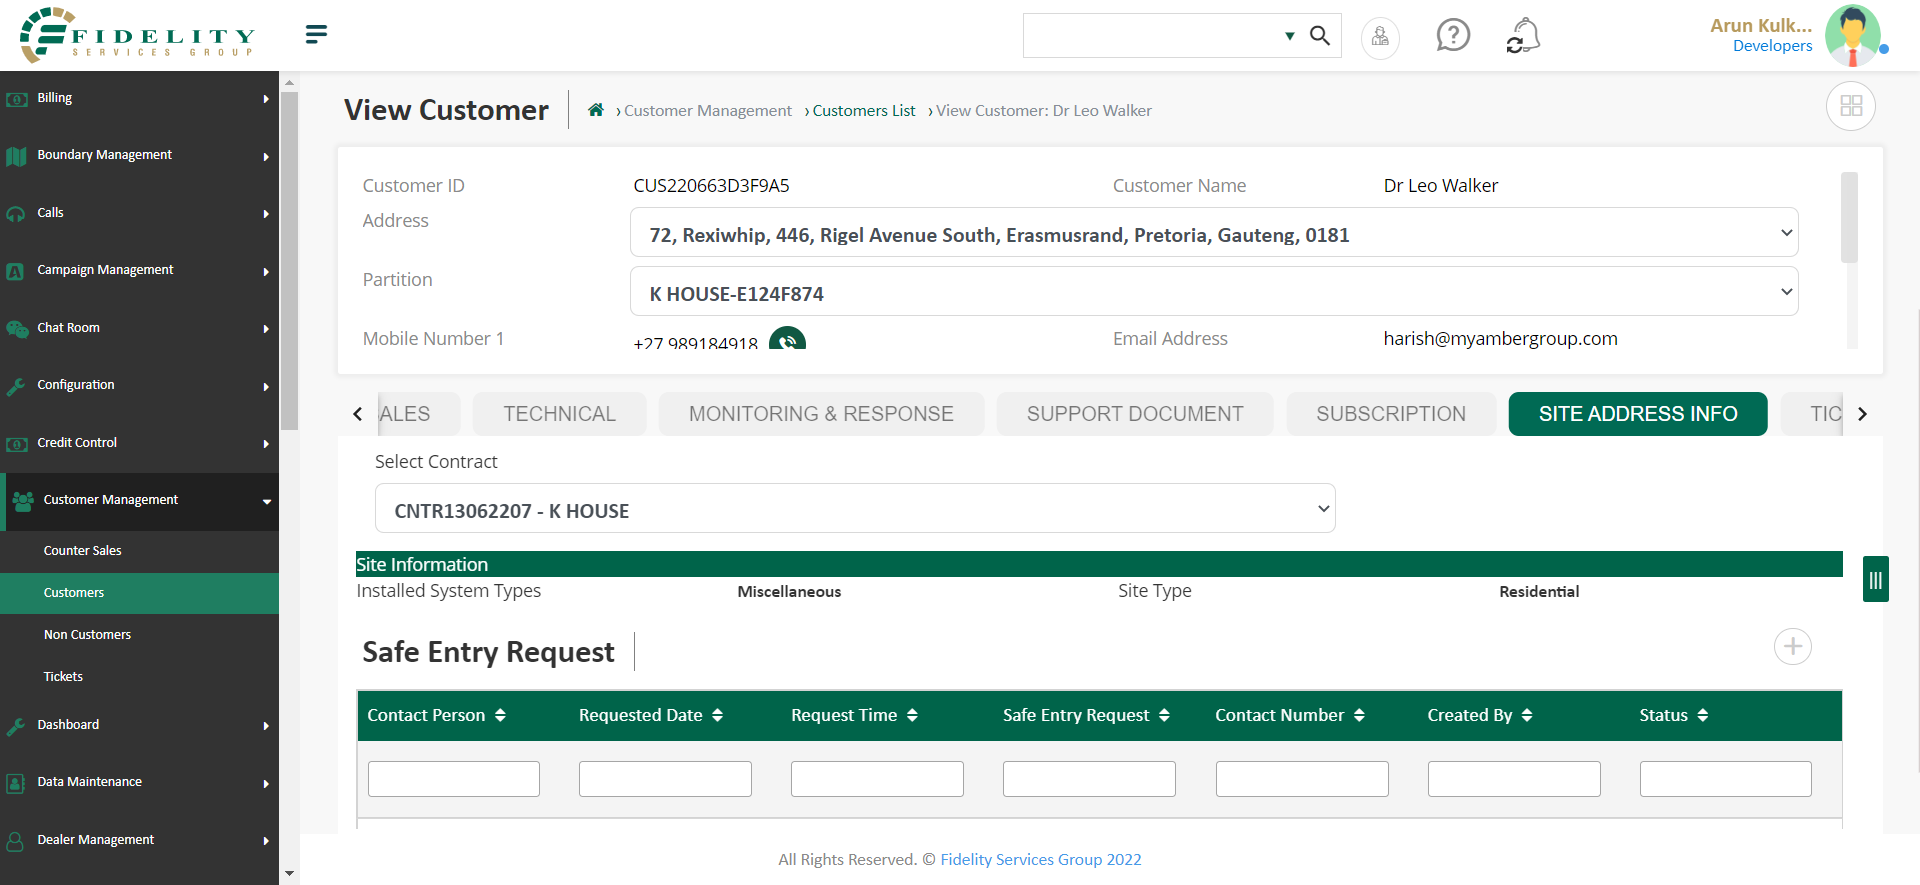 FIDELITY
SERVICES GROUP
Arun Kulk...
Developers
Billing
Boundary Management
Calls
Campaign Management
Chat Room
Configuration
Credit Control
Customer Management
Counter Sales
Customers
Non Customers
Tickets
Dashboard
Data Maintenance
Dealer Management
View Customer
› Customer Management › Customers List › View Customer: Dr Leo Walker
Customer ID CUS220663D3F9A5 Customer Name Dr Leo Walker
Address 72, Rexiwhip, 446, Rigel Avenue South, Erasmusrand, Pretoria, Gauteng, 0181
Partition K HOUSE-E124F874
Mobile Number 1 +27 989184918 Email Address harish@myambergroup.com
ALES TECHNICAL MONITORING & RESPONSE SUPPORT DOCUMENT SUBSCRIPTION SITE ADDRESS INFO TIC
Select Contract
CNTR13062207 - K HOUSE
Site Information
Installed System Types Miscellaneous Site Type Residential
Safe Entry Request
Contact Person Requested Date Request Time Safe Entry Request Contact Number Created By Status
All Rights Reserved. © Fidelity Services Group 2022